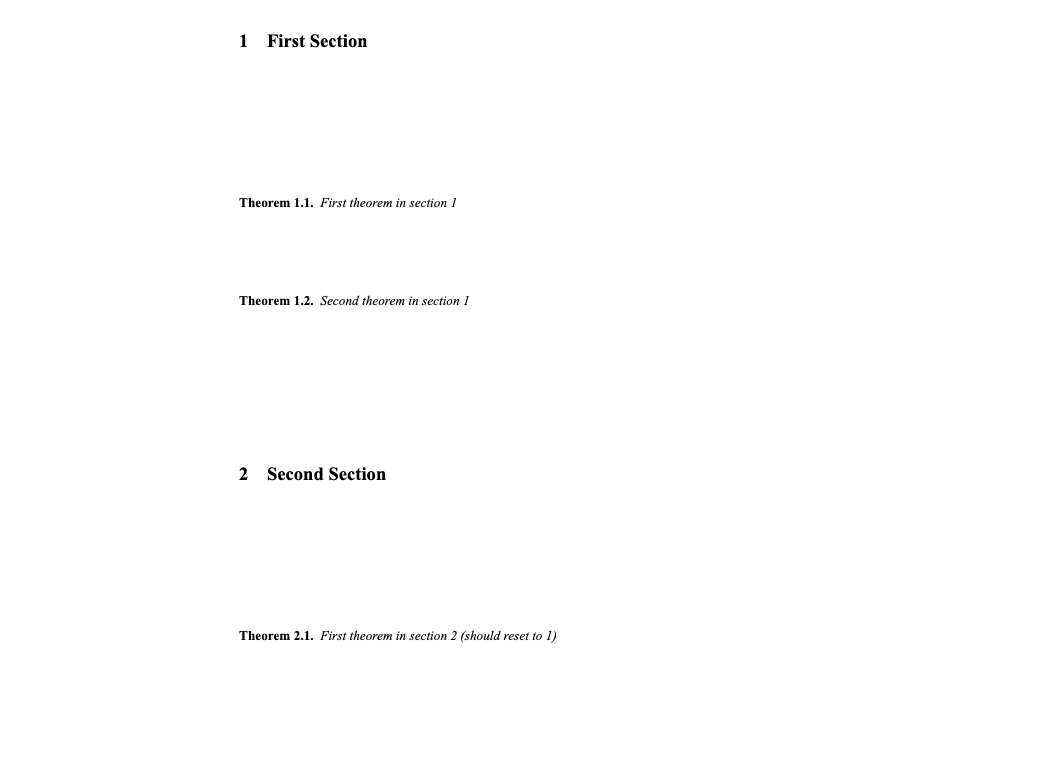 1 First Section
Theorem 1.1. First theorem in section 1
Theorem 1.2. Second theorem in section 1
2 Second Section
Theorem 2.1. First theorem in section 2 (should reset to 1)